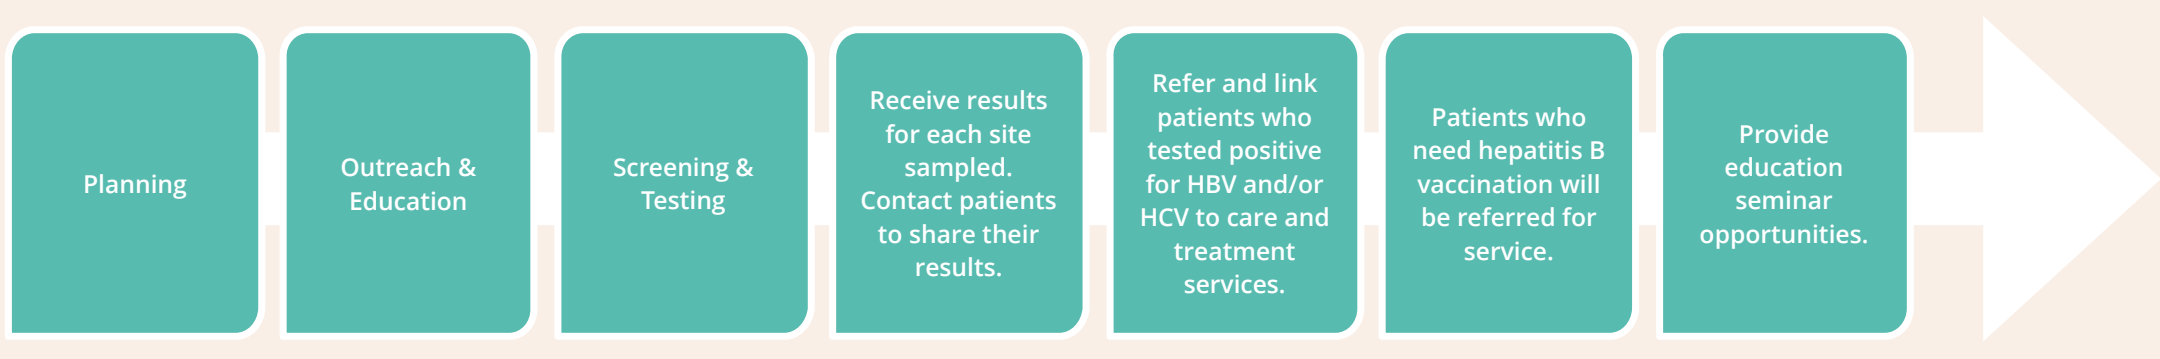 Planning
Outreach &
Education
Screening &
Testing
Receive results
for each site
sampled.
Contact patients
to share their
results.
Refer and link
patients who
tested positive
for HBV and/or
HCV to care and
treatment
services.
Patients who
need hepatitis B
vaccination will
be referred for
service.
Provide
education
seminar
opportunities.